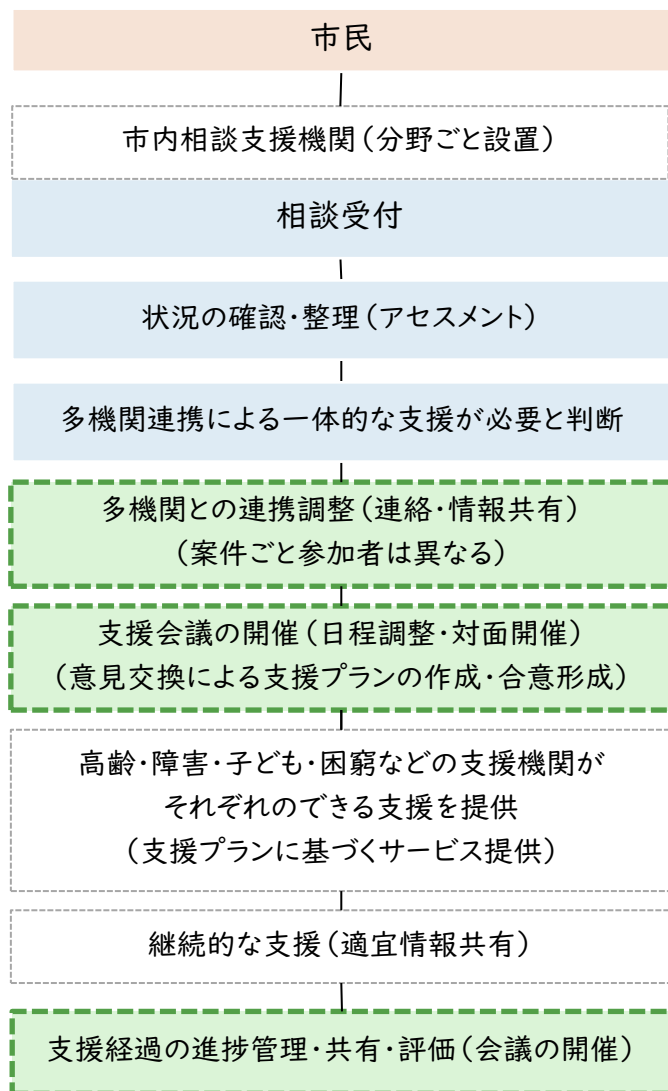 市民
市内相談支援機関（分野ごと設置）
相談受付
状況の確認・整理（アセスメント）
多機関連携による一体的な支援が必要と判断
多機関との連携調整（連絡・情報共有）
（案件ごと参加者は異なる）
支援会議の開催（日程調整・対面開催）
（意見交換による支援プランの作成・合意形成）
高齢・障害・子ども・困窮などの支援機関が
それぞれのできる支援を提供
（支援プランに基づくサービス提供）
継続的な支援（適宜情報共有）
支援経過の進捗管理・共有・評価（会議の開催）